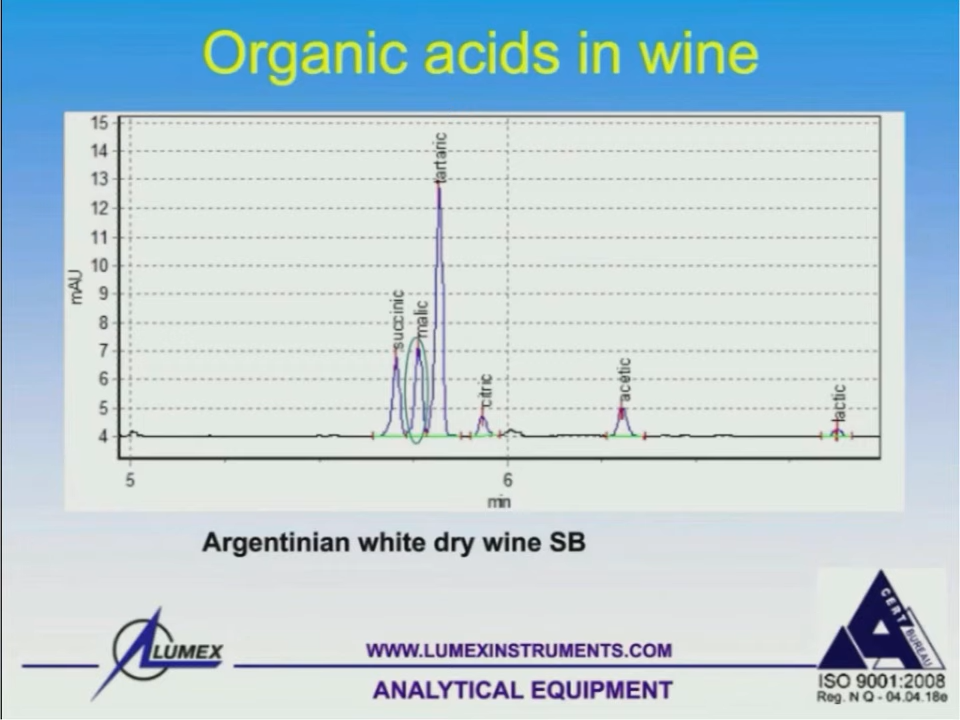 Organic acids in wine
15
14
13
12
11
10
9
8
7
6
5
4
mAU
succinic
malic
tartaric
citric
acetic
lactic
5
6
min
Argentinian white dry wine SB
LUMEX
WWW.LUMEXINSTRUMENTS.COM
ANALYTICAL EQUIPMENT
CERT BUREAU
ISO 9001:2008
Reg. N Q - 04.04.18e